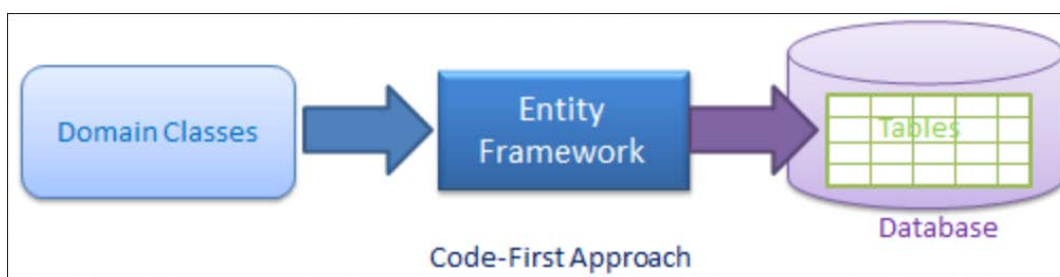 Domain Classes
Entity
Framework
Tables
Database
Code-First Approach